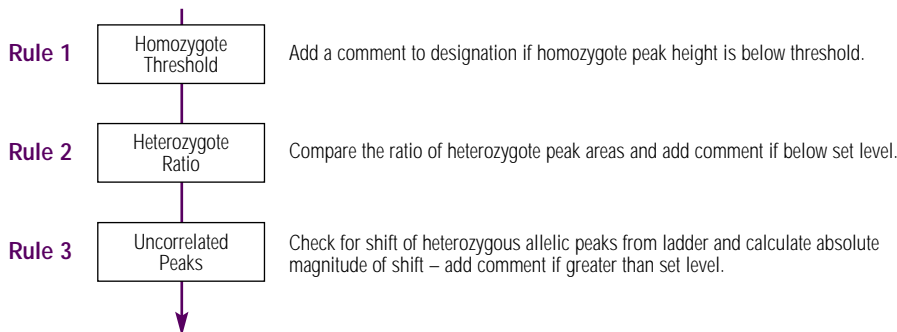 Rule 1
Homozygote
Threshold
Add a comment to designation if homozygote peak height is below threshold.
Rule 2
Heterozygote
Ratio
Compare the ratio of heterozygote peak areas and add comment if below set level.
Rule 3
Uncorrelated
Peaks
Check for shift of heterozygous allelic peaks from ladder and calculate absolute
magnitude of shift – add comment if greater than set level.